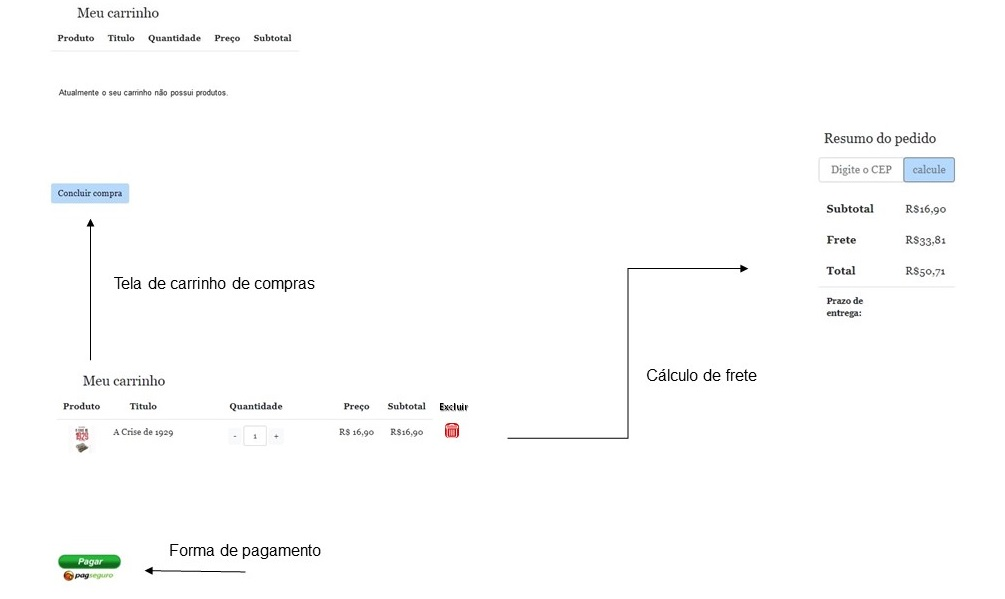 Meu carrinho
Produto Titulo Quantidade Preço Subtotal
Atualmente o seu carrinho não possui produtos.
Concluir compra
Tela de carrinho de compras
Resumo do pedido
Digite o CEP calcule
Subtotal R$16,90
Frete R$33,81
Total R$50,71
Prazo de
entrega:
Cálculo de frete
Meu carrinho
Produto Titulo Quantidade Preço Subtotal Excluir
1929
A Crise de 1929 - 1 + R$ 16,90 R$16,90
Forma de pagamento
Pagar
pagseguro